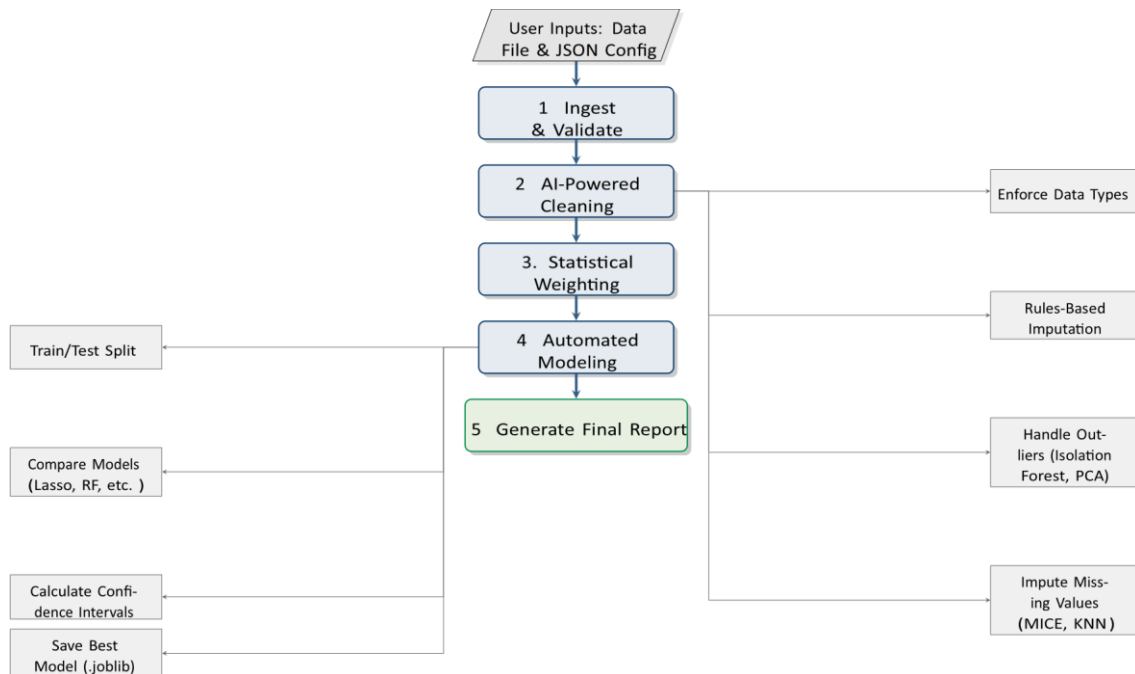 User Inputs: Data
File & JSON Config
1 Ingest
& Validate
2 AI-Powered
Cleaning
3. Statistical
Weighting
4 Automated
Modeling
5 Generate Final Report
Train/Test Split
Compare Models
(Lasso, RF, etc. )
Calculate Confi-
dence Intervals
Save Best
Model (.joblib)
Enforce Data Types
Rules-Based
Imputation
Handle Out-
liers (Isolation
Forest, PCA)
Impute Miss-
ing Values
(MICE, KNN )